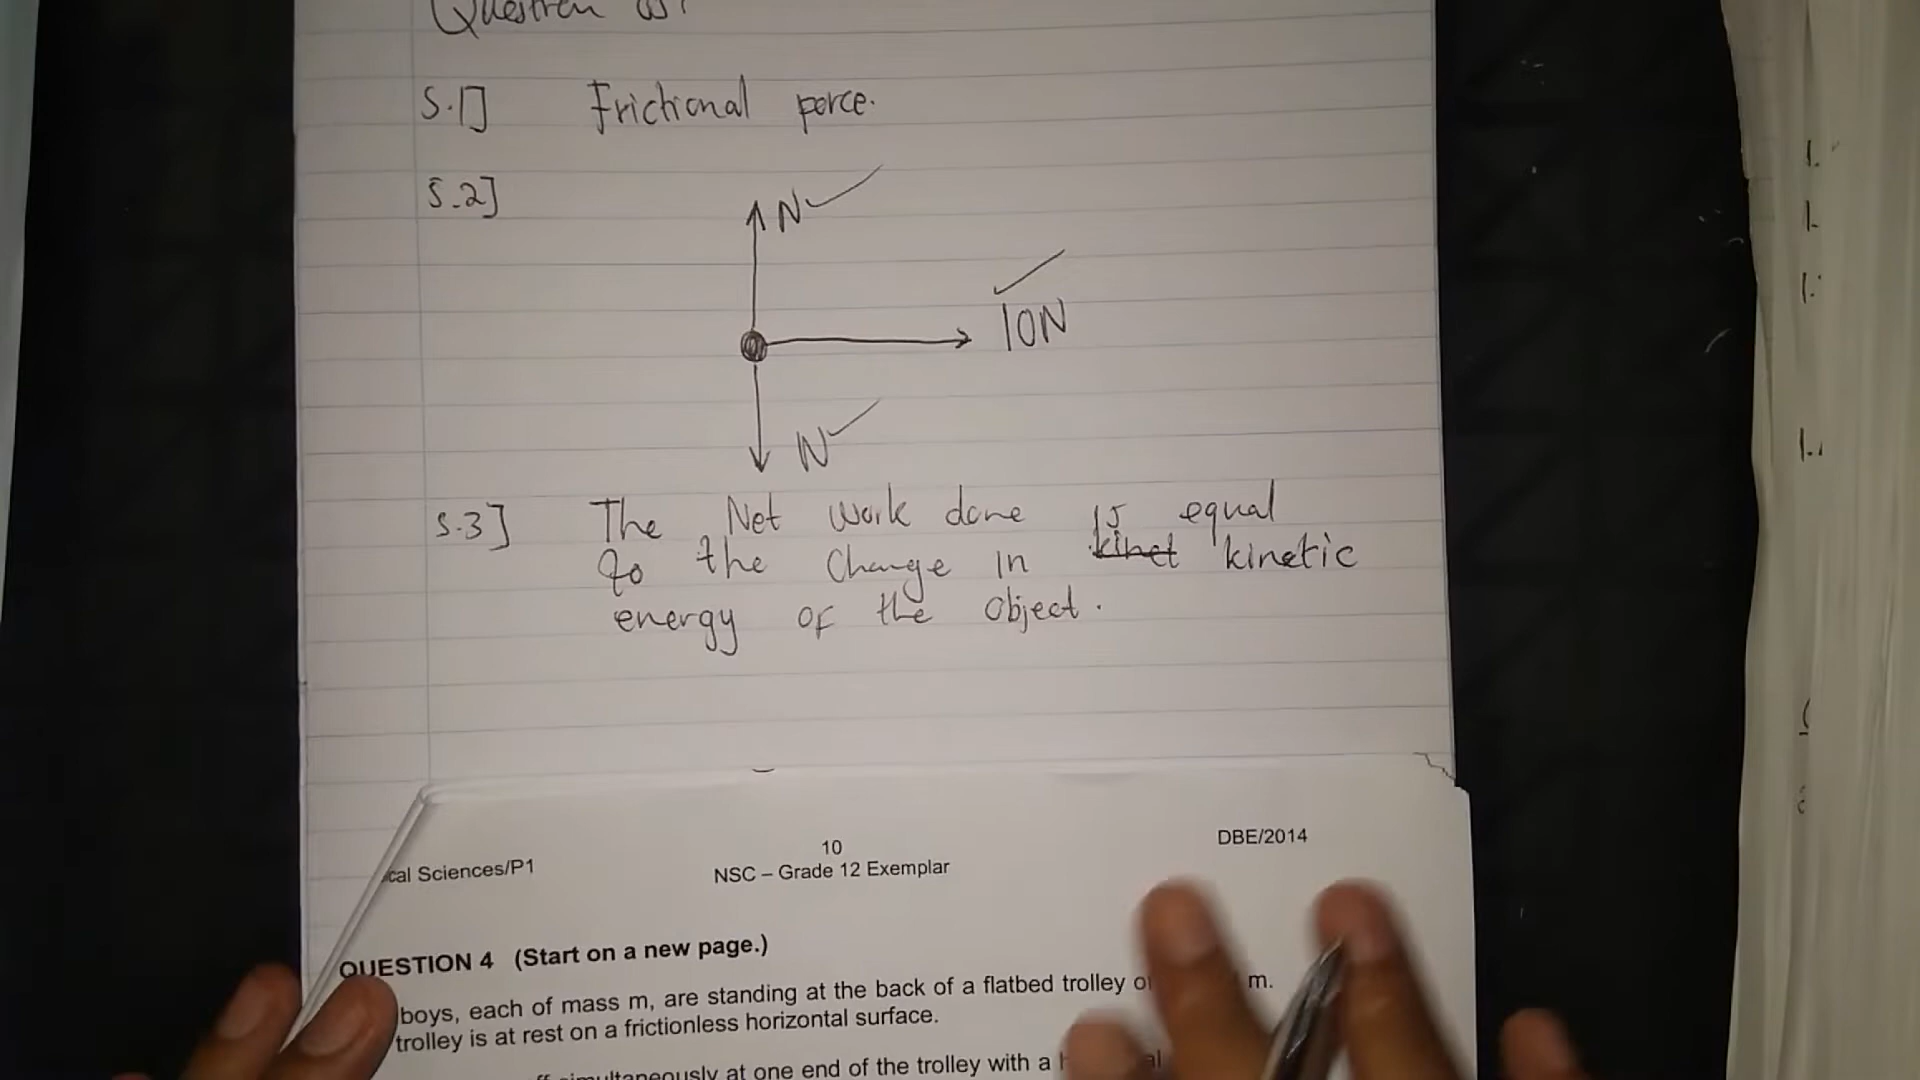 Question 05:
5.1] Frictional force.
5.2]
N
10N
N
5.3] The Net work done is equal
to the change in kinet kinetic
energy of the object.
10
DBE/2014
cal Sciences/P1
NSC – Grade 12 Exemplar
QUESTION 4 (Start on a new page.)
boys, each of mass m, are standing at the back of a flatbed trolley m.
trolley is at rest on a frictionless horizontal surface.
simultaneously at one end of the trolley with a